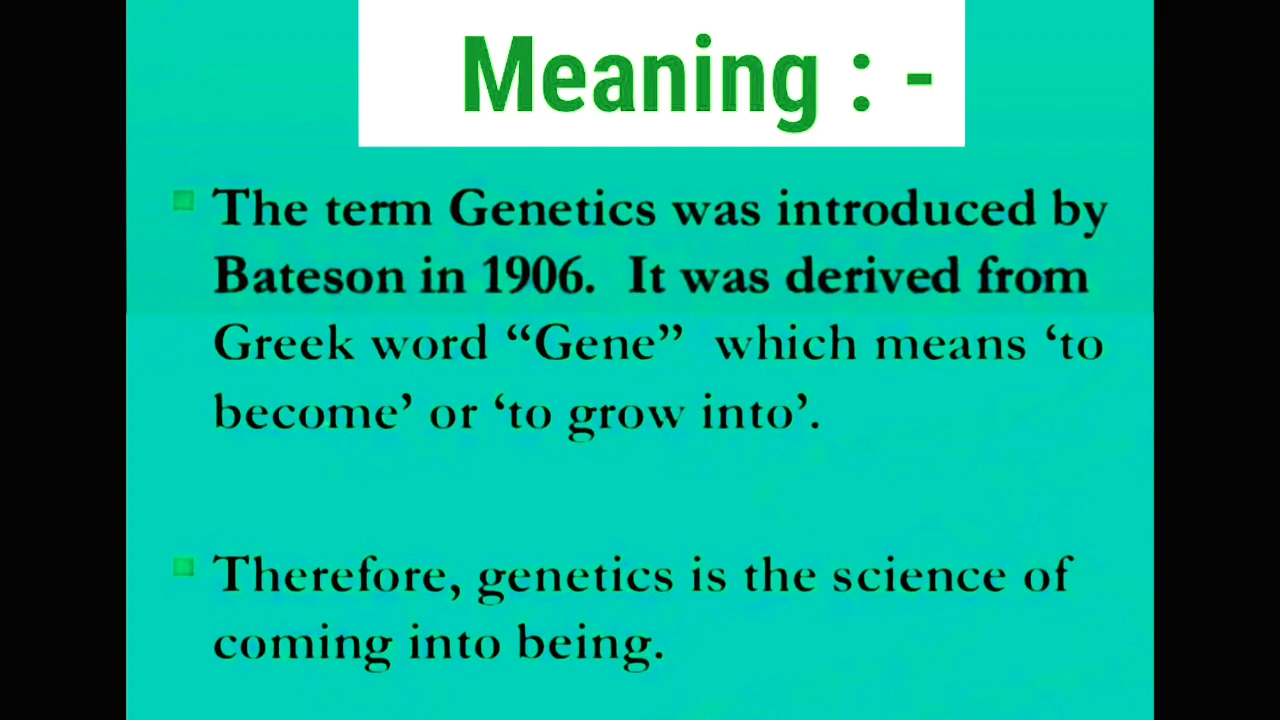 Meaning : -
The term Genetics was introduced by
Bateson in 1906. It was derived from
Greek word “Gene” which means ‘to
become’ or ‘to grow into’.
Therefore, genetics is the science of
coming into being.